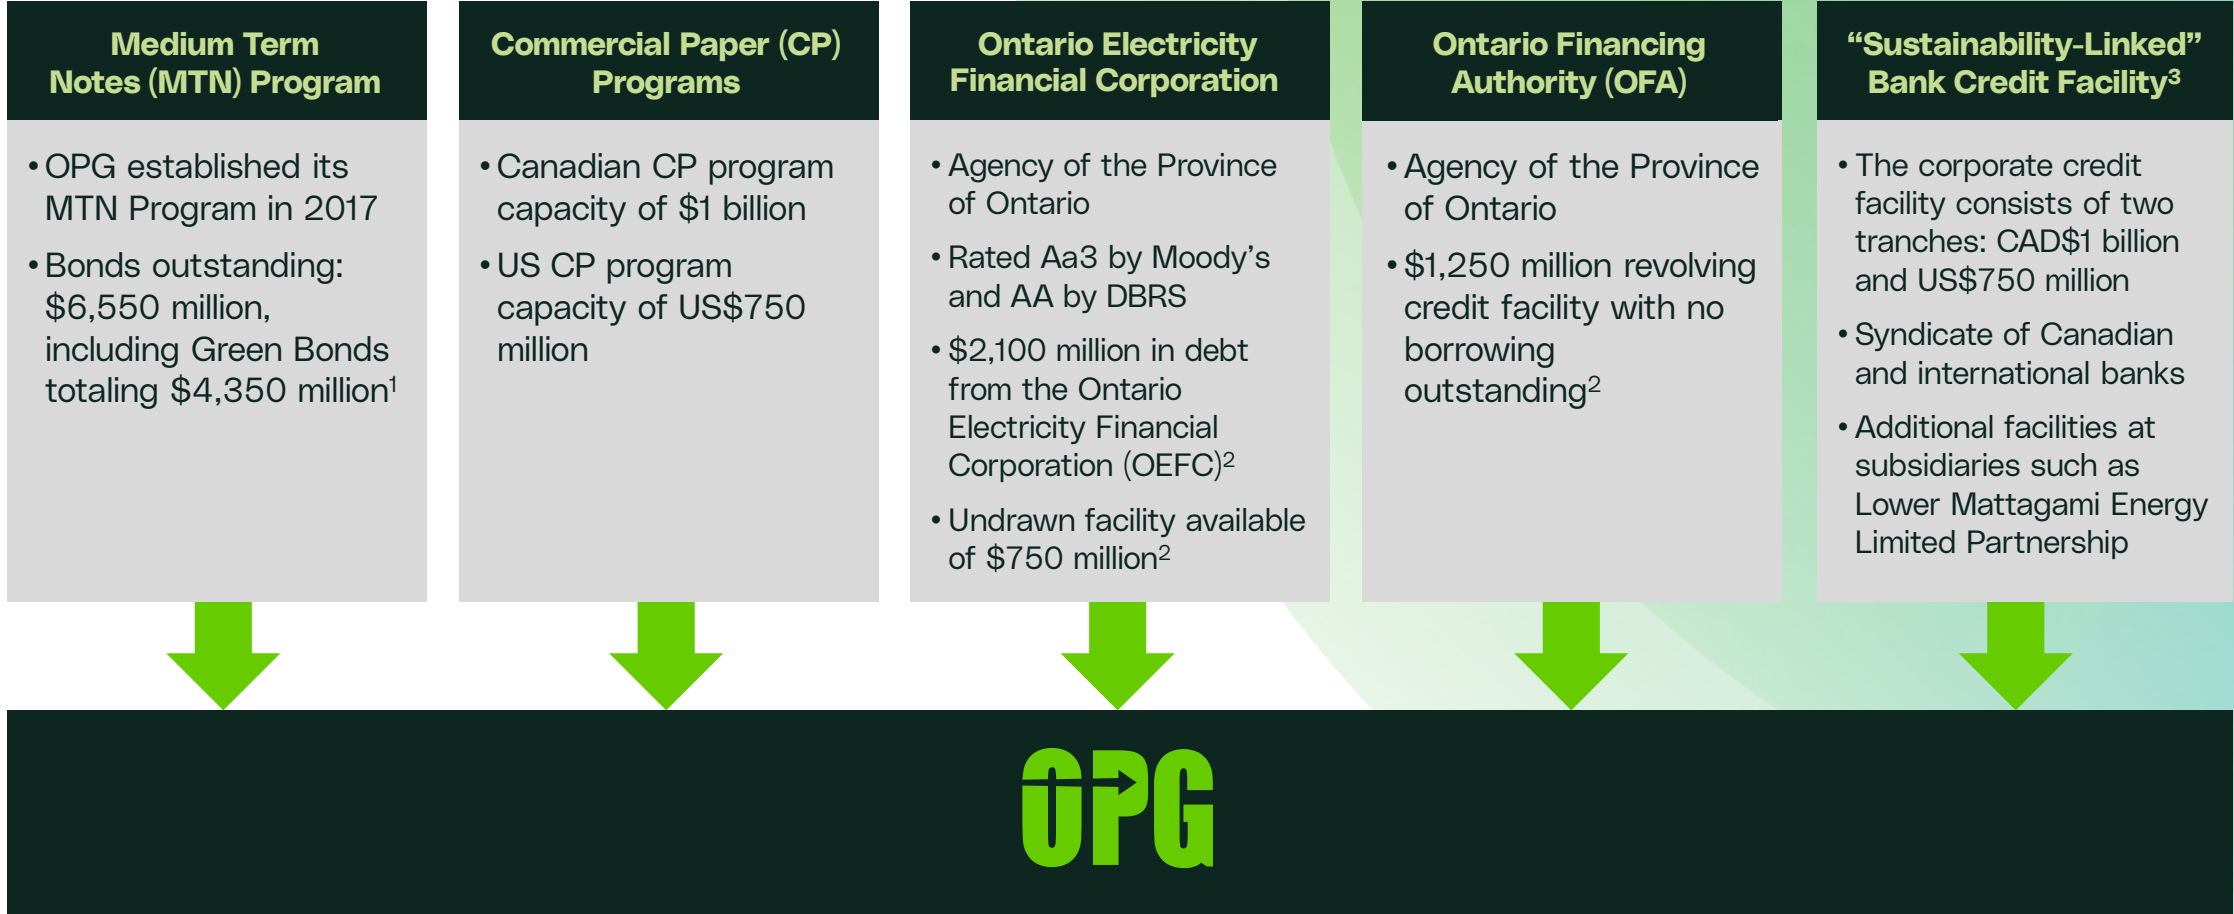 Medium Term
Notes (MTN) Program
• OPG established its
MTN Program in 2017
• Bonds outstanding:
$6,550 million,
including Green Bonds
totaling $4,350 million¹
Commercial Paper (CP)
Programs
• Canadian CP program
capacity of $1 billion
• US CP program
capacity of US$750
million
Ontario Electricity
Financial Corporation
• Agency of the Province
of Ontario
• Rated Aa3 by Moody’s
and AA by DBRS
• $2,100 million in debt
from the Ontario
Electricity Financial
Corporation (OEFC)²
• Undrawn facility available
of $750 million²
Ontario Financing
Authority (OFA)
• Agency of the Province
of Ontario
• $1,250 million revolving
credit facility with no
borrowing
outstanding²
“Sustainability-Linked”
Bank Credit Facility³
• The corporate credit
facility consists of two
tranches: CAD$1 billion
and US$750 million
• Syndicate of Canadian
and international banks
• Additional facilities at
subsidiaries such as
Lower Mattagami Energy
Limited Partnership
OPG